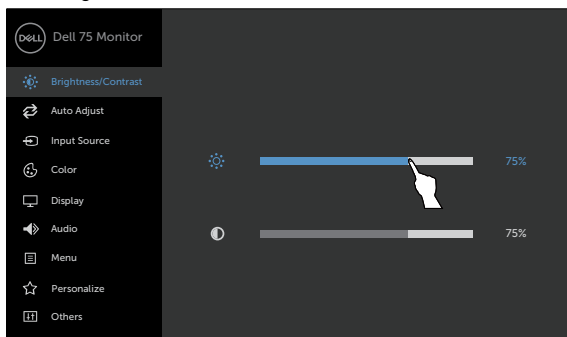 DELL Dell 75 Monitor
Brightness/Contrast
Auto Adjust
Input Source
Color
Display
Audio
Menu
Personalize
Others
75%
75%